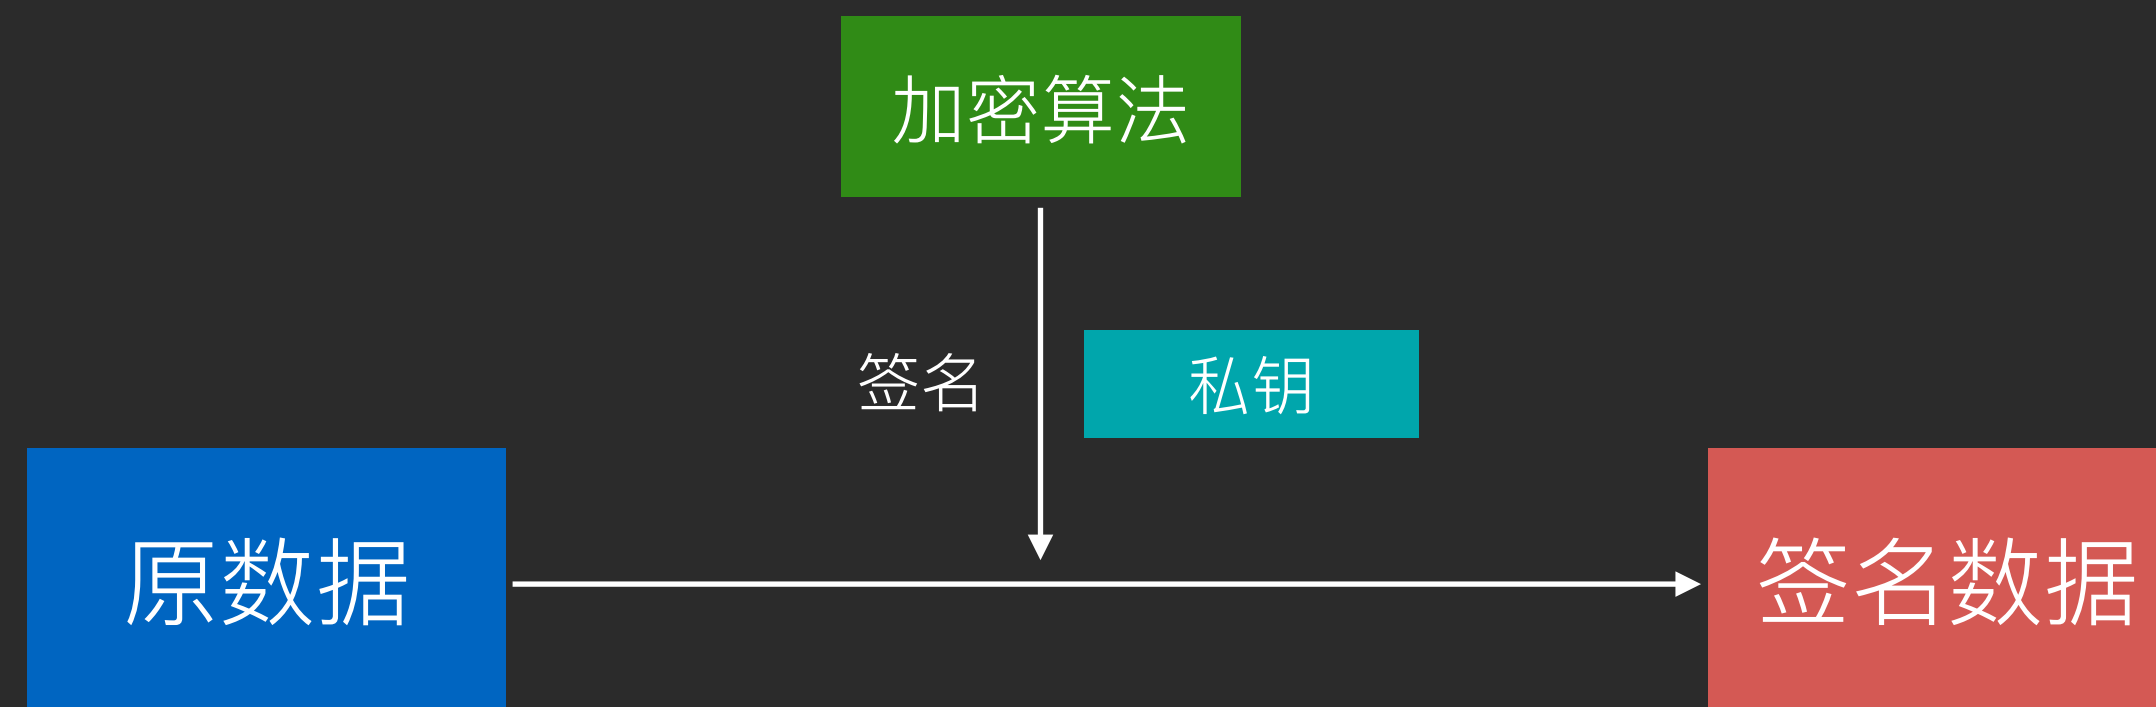 加密算法
签名
私钥
原数据
签名数据